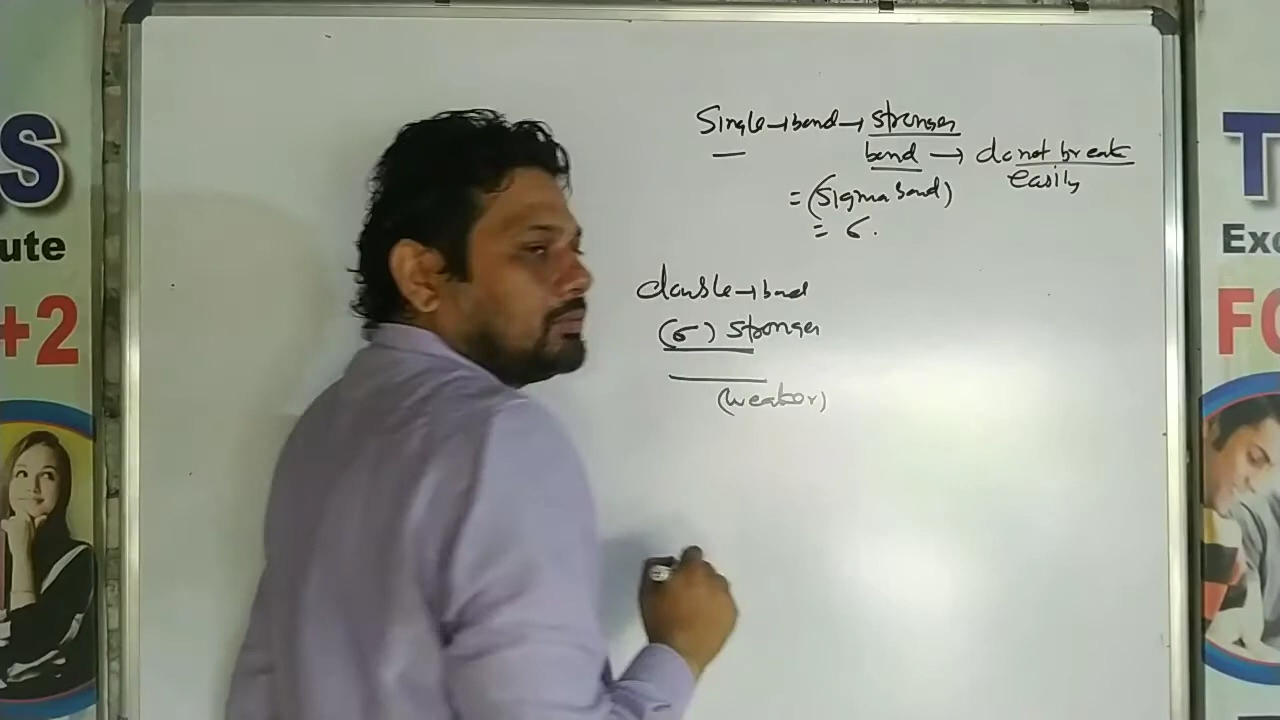 S
ute
+2
Single→bond→stronger
bond → do not break
easily
=(Sigma bond)
= σ.
double→bond
(σ) stronger
(weaker)
T
Exc
FO